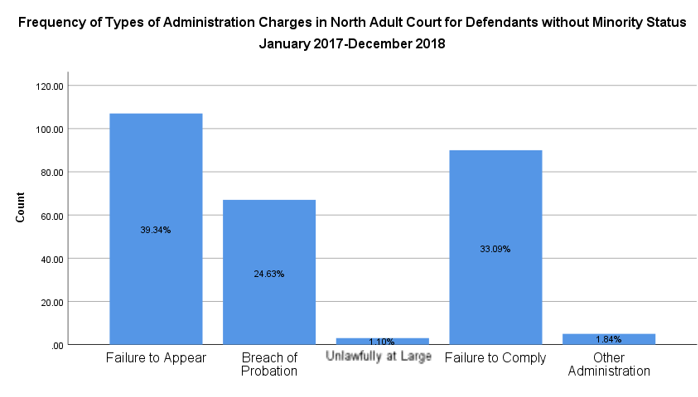 Frequency of Types of Administration Charges in North Adult Court for Defendants without Minority Status
January 2017-December 2018
120.00
100.00
80.00
60.00
40.00
20.00
.00
Count
39.34%
24.63%
1.10%
33.09%
1.84%
Failure to Appear
Breach of
Probation
Unlawfully at Large
Failure to Comply
Other
Administration